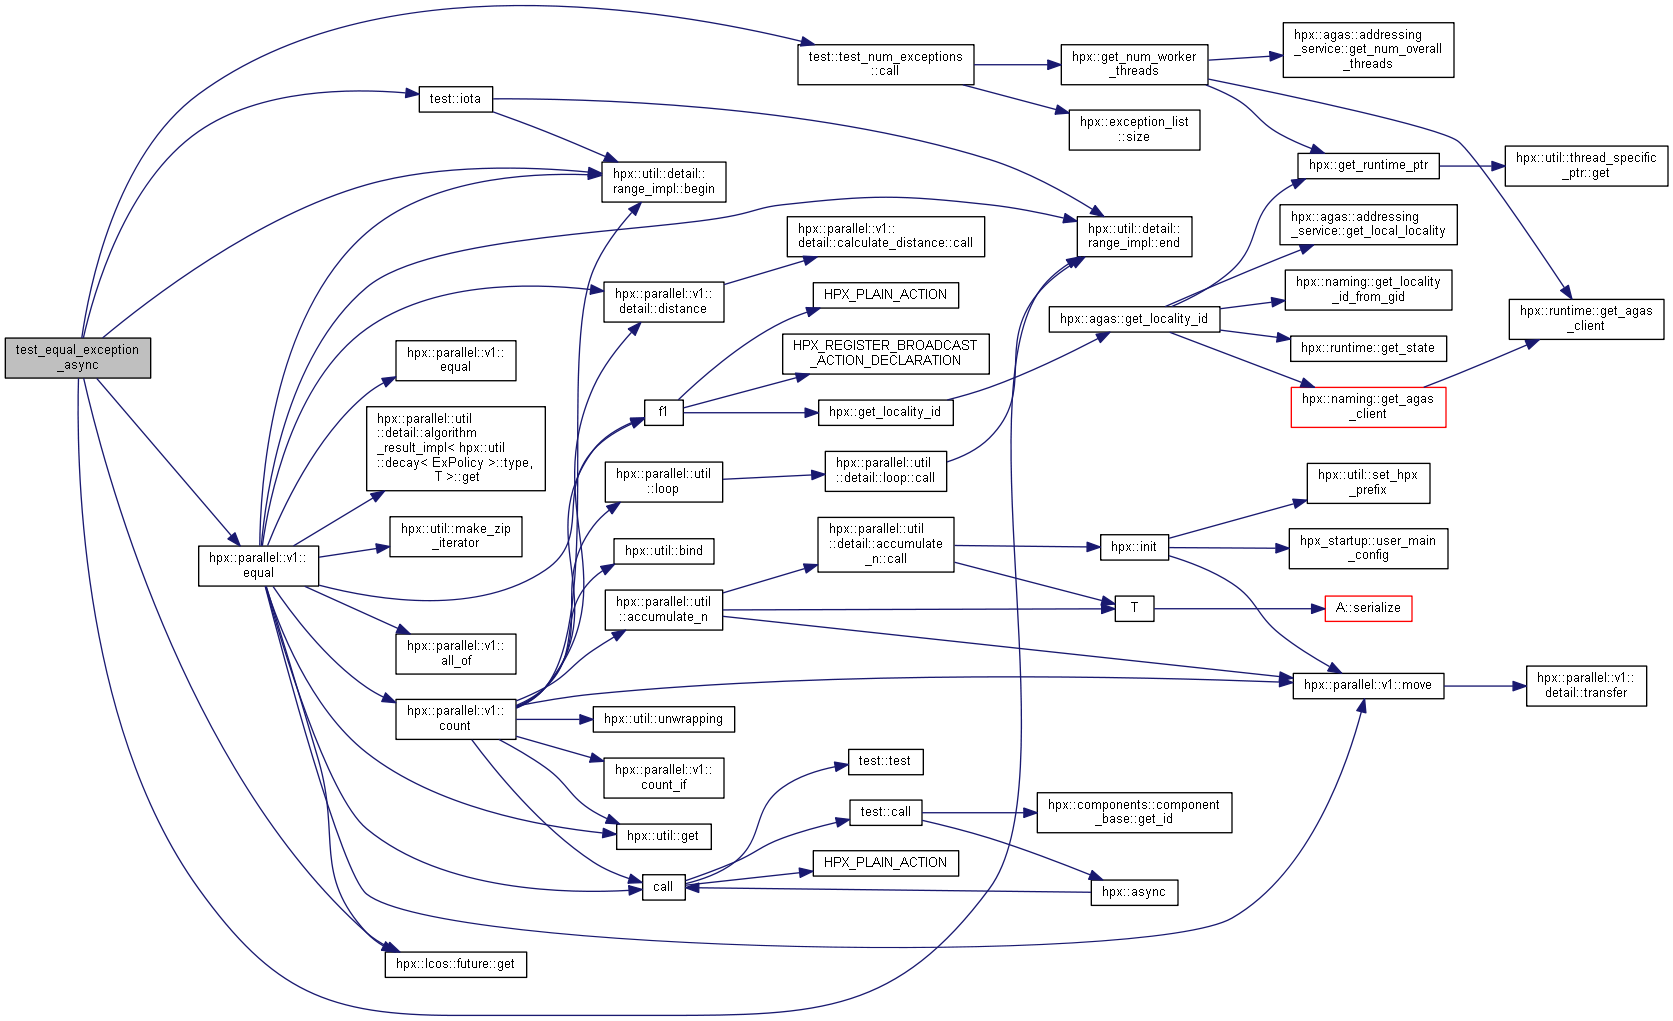 test_equal_exception
_async
test::iota
hpx::parallel::v1::
equal
hpx::parallel::util
::detail::algorithm
_result_impl< hpx::util
::decay< ExPolicy >::type,
T >::get
hpx::util::make_zip
_iterator
hpx::parallel::v1::
equal
hpx::parallel::v1::
all_of
hpx::parallel::v1::
count
hpx::lcos::future::get
hpx::util::detail::
range_impl::begin
hpx::parallel::v1::
detail::distance
f1
hpx::parallel::util
::loop
hpx::util::bind
hpx::parallel::util
::accumulate_n
hpx::util::unwrapping
hpx::parallel::v1::
count_if
hpx::util::get
call
test::test_num_exceptions
::call
hpx::parallel::v1::
detail::calculate_distance::call
HPX_PLAIN_ACTION
HPX_REGISTER_BROADCAST
_ACTION_DECLARATION
hpx::get_locality_id
hpx::parallel::util
::detail::loop::call
hpx::parallel::util
::detail::accumulate
_n::call
test::test
test::call
HPX_PLAIN_ACTION
hpx::get_num_worker
_threads
hpx::exception_list
::size
hpx::util::detail::
range_impl::end
hpx::agas::get_locality_id
hpx::init
T
hpx::components::component
_base::get_id
hpx::async
hpx::agas::addressing
_service::get_num_overall
_threads
hpx::get_runtime_ptr
hpx::agas::addressing
_service::get_local_locality
hpx::naming::get_locality
_id_from_gid
hpx::runtime::get_state
hpx::naming::get_agas
_client
hpx::util::set_hpx
_prefix
hpx_startup::user_main
_config
A::serialize
hpx::parallel::v1::move
hpx::util::thread_specific
_ptr::get
hpx::runtime::get_agas
_client
hpx::parallel::v1::
detail::transfer